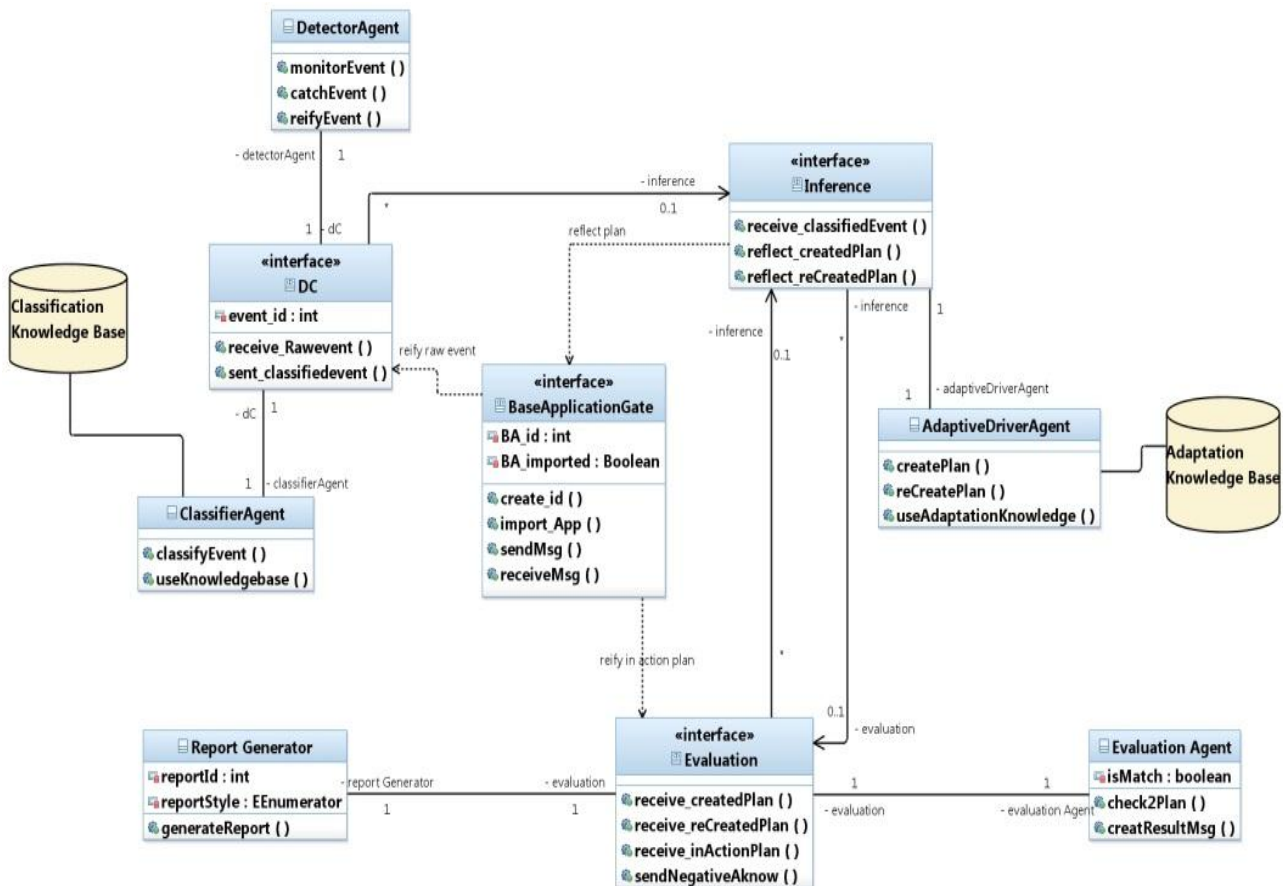 DetectorAgent
monitorEvent ( )
catchEvent ( )
reifyEvent ( )
- detectorAgent
1
1
- dC
«interface»
DC
event_id : int
receive_Rawevent ( )
sent_classifiedevent ( )
*
- inference
0..1
«interface»
Inference
receive_classifiedEvent ( )
reflect_createdPlan ( )
reflect_reCreatedPlan ( )
reflect plan
reify raw event
Classification
Knowledge Base
- dC
1
1
- classifierAgent
ClassifierAgent
classifyEvent ( )
useKnowledgebase ( )
«interface»
BaseApplicationGate
BA_id : int
BA_imported : Boolean
create_id ( )
import_App ( )
sendMsg ( )
receiveMsg ( )
- inference
0..1
- inference
*
1
1
- adaptiveDriverAgent
AdaptiveDriverAgent
createPlan ( )
reCreatePlan ( )
useAdaptationKnowledge ( )
Adaptation
Knowledge Base
reify in action plan
*
0..1
- evaluation
Report Generator
reportId : int
reportStyle : EEnumerator
generateReport ( )
- report Generator
1
- evaluation
1
«interface»
Evaluation
receive_createdPlan ( )
receive_reCreatedPlan ( )
receive_inActionPlan ( )
sendNegativeAknow ( )
1
- evaluation
1
- evaluation Agent
Evaluation Agent
isMatch : boolean
check2Plan ( )
creatResultMsg ( )